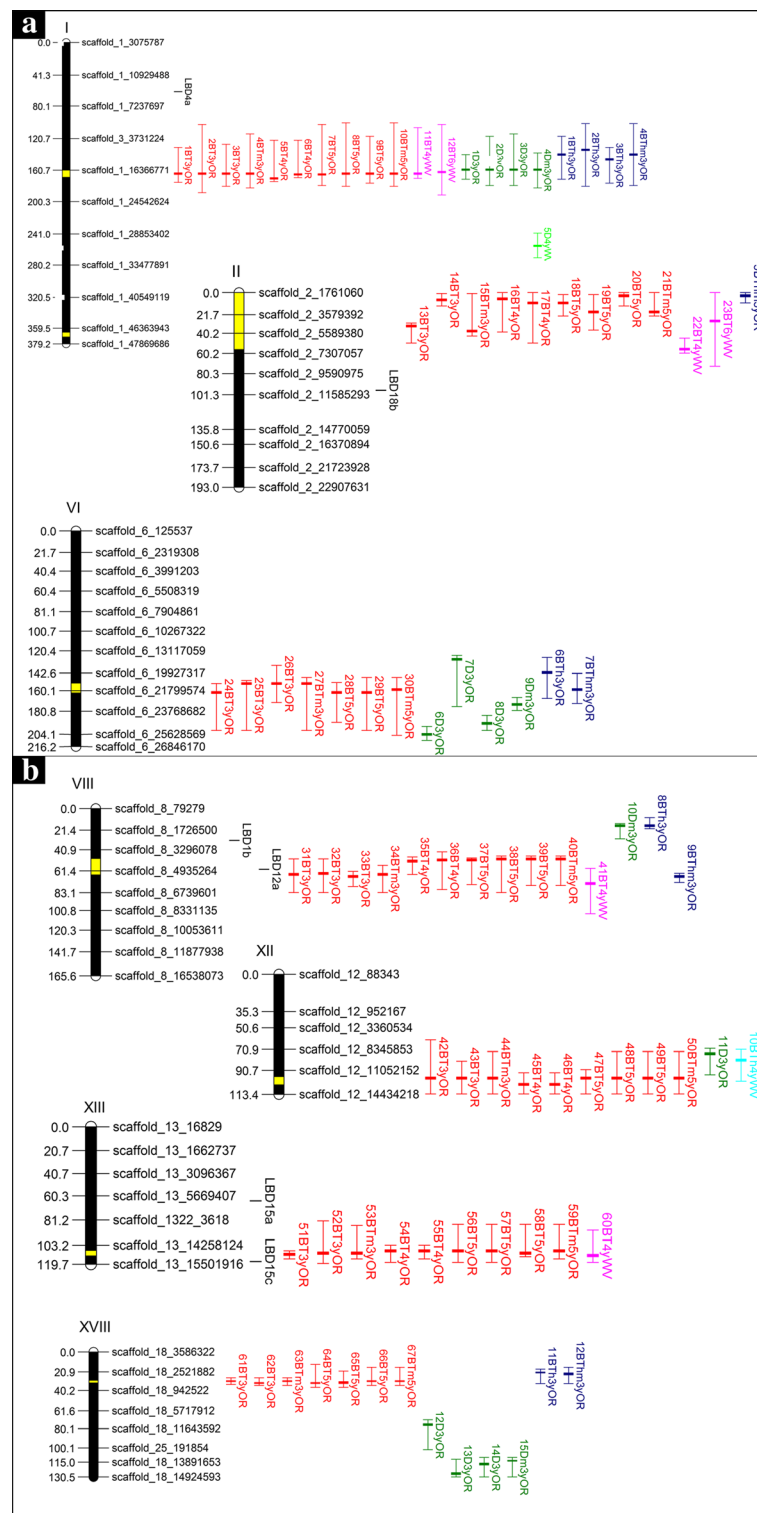 a
I
0.0 scaffold_1_3075787
41.3 scaffold_1_10929488
80.1 scaffold_1_7237697
120.7 scaffold_3_3731224
160.7 scaffold_1_16366771
200.3 scaffold_1_24542624
241.0 scaffold_1_28853402
280.2 scaffold_1_33477891
320.5 scaffold_1_40549119
359.5 scaffold_1_46363943
379.2 scaffold_1_47869686
LBD4a
1BT3yOR
2BT3yOR
3BT3yOR
4BTm3yOR
5BT4yOR
6BT4yOR
7BT5yOR
8BT5yOR
9BT5yOR
10BTm5yOR
11BT4yWV
12BT6yWV
1D3yOR
2D3yOR
3D3yOR
4Dm3yOR
1BTh3yOR
2BTh3yOR
3BTh3yOR
4BThm3yOR
5D4yWV
II
0.0 scaffold_2_1761060
21.7 scaffold_2_3579392
40.2 scaffold_2_5589380
60.2 scaffold_2_7307057
80.3 scaffold_2_9590975
101.3 scaffold_2_11585293
135.8 scaffold_2_14770059
150.6 scaffold_2_16370894
173.7 scaffold_2_21723928
193.0 scaffold_2_22907631
LBD18b
13BT3yOR
14BT3yOR
15BTm3yOR
16BT4yOR
17BT4yOR
18BT5yOR
19BT5yOR
20BT5yOR
21BTm5yOR
22BT4yWV
23BT6yWV
VI
0.0 scaffold_6_125537
21.7 scaffold_6_2319308
40.4 scaffold_6_3991203
60.4 scaffold_6_5508319
81.1 scaffold_6_7904861
100.7 scaffold_6_10267322
120.4 scaffold_6_13117059
142.6 scaffold_6_19927317
160.1 scaffold_6_21799574
180.8 scaffold_6_23768682
204.1 scaffold_6_25628569
216.2 scaffold_6_26846170
24BT3yOR
25BT3yOR
26BT3yOR
27BTm3yOR
28BT5yOR
29BT5yOR
30BTm5yOR
6D3yOR
7D3yOR
8D3yOR
9Dm3yOR
6BTh3yOR
7BThm3yOR
b
VIII
0.0 scaffold_8_79279
21.4 scaffold_8_1726500
40.9 scaffold_8_3296078
61.4 scaffold_8_4935264
83.1 scaffold_8_6739601
100.8 scaffold_8_8331135
120.3 scaffold_8_10053611
141.7 scaffold_8_11877938
165.6 scaffold_8_16538073
LBD1b
LBD12a
31BT3yOR
32BT3yOR
33BT3yOR
34BTm3yOR
35BT4yOR
36BT4yOR
37BT5yOR
38BT5yOR
39BT5yOR
40BTm5yOR
41BT4yWV
10Dm3yOR
8BTh3yOR
9BThm3yOR
XII
0.0 scaffold_12_88343
35.3 scaffold_12_952167
50.6 scaffold_12_3360534
70.9 scaffold_12_8345853
90.7 scaffold_12_11052152
113.4 scaffold_12_14434218
42BT3yOR
43BT3yOR
44BTm3yOR
45BT4yOR
46BT4yOR
47BT5yOR
48BT5yOR
49BT5yOR
50BTm5yOR
11D3yOR
10BTh4yWV
XIII
0.0 scaffold_13_16829
20.7 scaffold_13_1662737
40.7 scaffold_13_3096367
60.3 scaffold_13_5669407
81.2 scaffold_1322_3618
103.2 scaffold_13_14258124
119.7 scaffold_13_15501916
LBD15a
LBD15c
51BT3yOR
52BT3yOR
53BTm3yOR
54BT4yOR
55BT4yOR
56BT5yOR
57BT5yOR
58BT5yOR
59BTm5yOR
60BT4yWV
XVIII
0.0 scaffold_18_3586322
20.9 scaffold_18_2521882
40.2 scaffold_18_942522
61.6 scaffold_18_5717912
80.1 scaffold_18_11643592
100.1 scaffold_25_191854
115.0 scaffold_18_13891653
130.5 scaffold_18_14924593
61BT3yOR
62BT3yOR
63BTm3yOR
64BT5yOR
65BT5yOR
66BT5yOR
67BTm5yOR
12D3yOR
13D3yOR
14D3yOR
15Dm3yOR
11BTh3yOR
12BThm3yOR